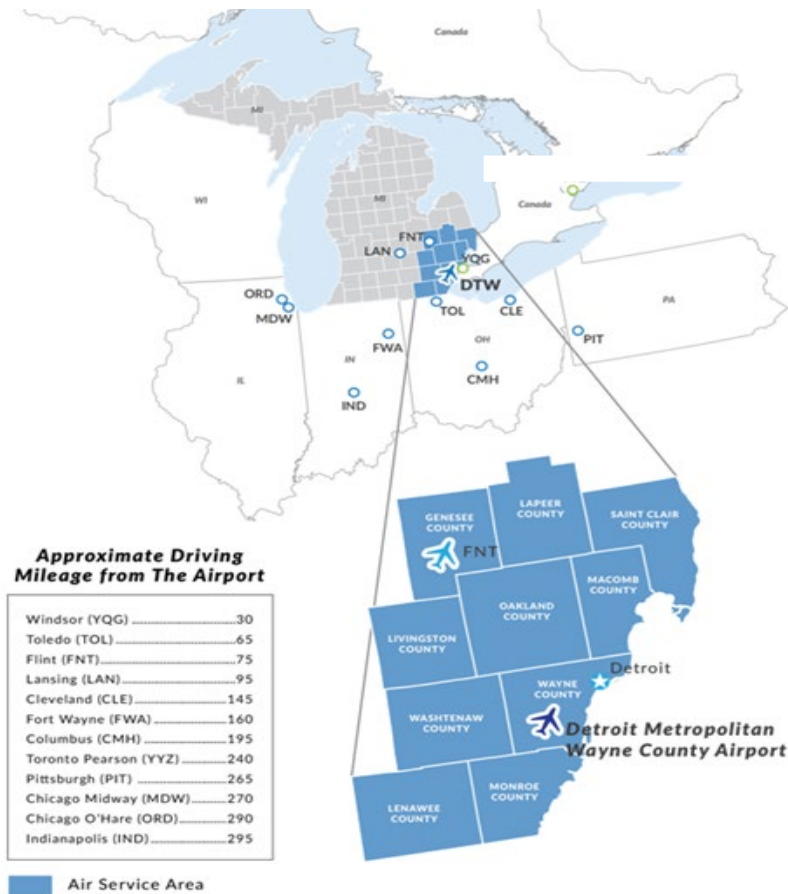 Canada
MI
WI
MI
Canada
FNT
LAN
YQG
DTW
ORD
MDW
TOL
CLE
PA
FWA
OH
PIT
IN
IL
CMH
IND
GENESEE
COUNTY
LAPEER
COUNTY
SAINT CLAIR
COUNTY
FNT
MACOMB
COUNTY
OAKLAND
COUNTY
LIVINGSTON
COUNTY
Detroit
WAYNE
COUNTY
WASHTENAW
COUNTY
Detroit Metropolitan
Wayne County Airport
LENAWEE
COUNTY
MONROE
COUNTY
Approximate Driving
Mileage from The Airport
Windsor (YQG) 30
Toledo (TOL) 65
Flint (FNT) 75
Lansing (LAN) 95
Cleveland (CLE) 145
Fort Wayne (FWA) 160
Columbus (CMH) 195
Toronto Pearson (YYZ) 240
Pittsburgh (PIT) 265
Chicago Midway (MDW) 270
Chicago O'Hare (ORD) 290
Indianapolis (IND) 295
Air Service Area